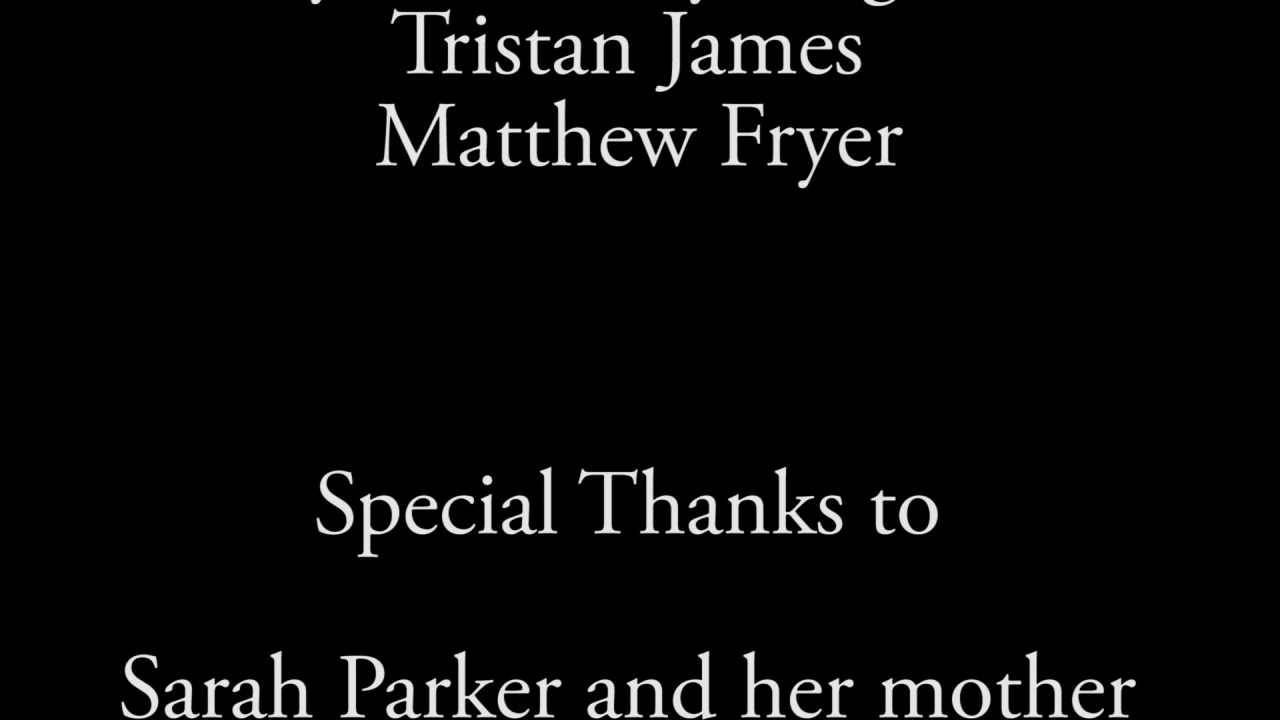 Tristan James
Matthew Fryer
Special Thanks to
Sarah Parker and her mother